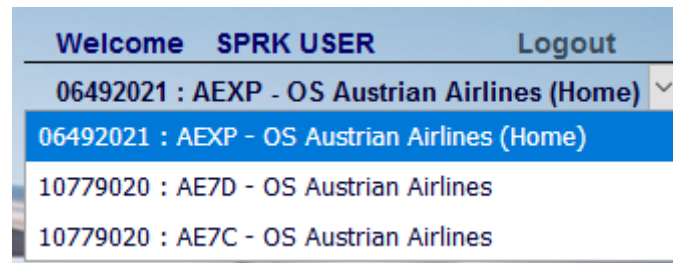 Welcome SPRK USER Logout
06492021 : AEXP - OS Austrian Airlines (Home)
06492021 : AEXP - OS Austrian Airlines (Home)
10779020 : AE7D - OS Austrian Airlines
10779020 : AE7C - OS Austrian Airlines